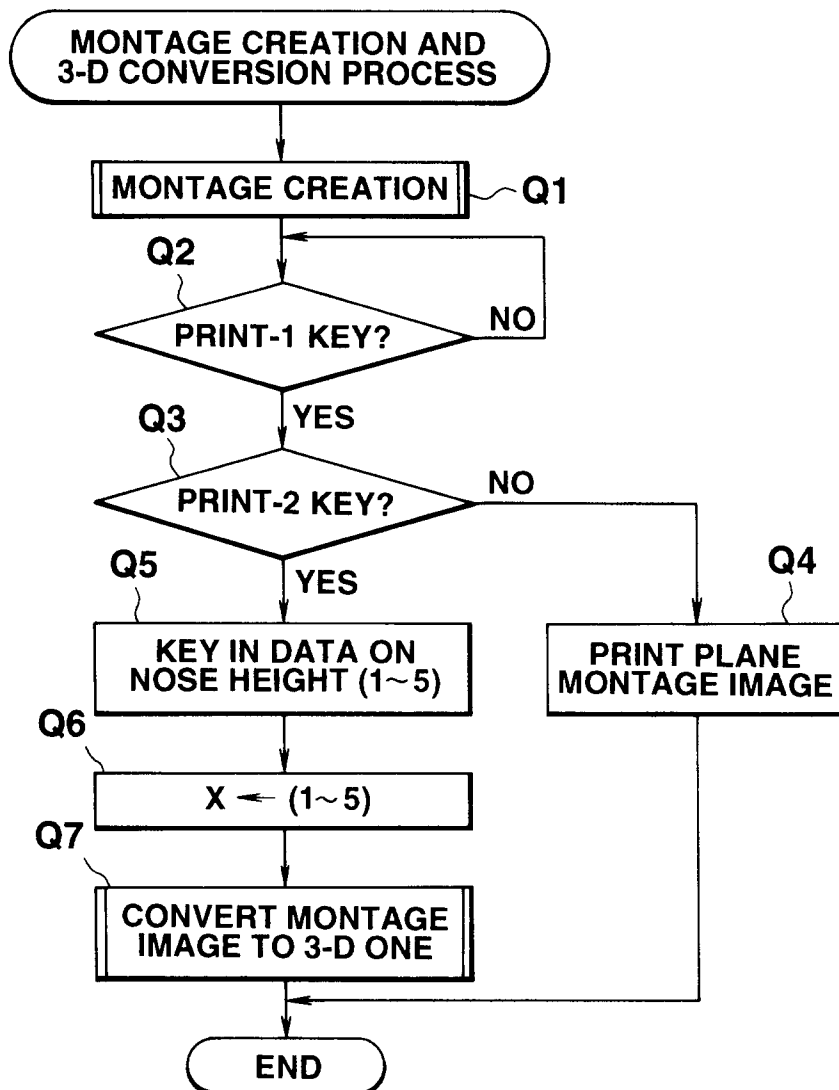 MONTAGE CREATION AND
3-D CONVERSION PROCESS
MONTAGE CREATION
Q1
Q2
PRINT-1 KEY?
NO
YES
Q3
PRINT-2 KEY?
NO
YES
Q5
KEY IN DATA ON
NOSE HEIGHT (1~5)
Q4
PRINT PLANE
MONTAGE IMAGE
Q6
X ← (1~5)
Q7
CONVERT MONTAGE
IMAGE TO 3-D ONE
END